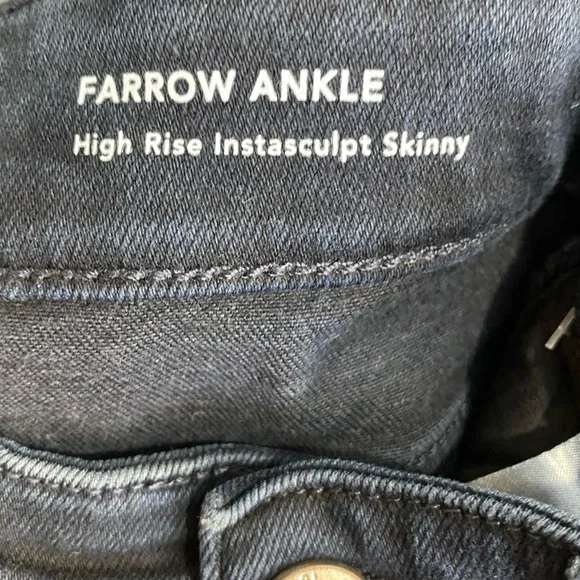 FARROW ANKLE
High Rise Instasculpt Skinny